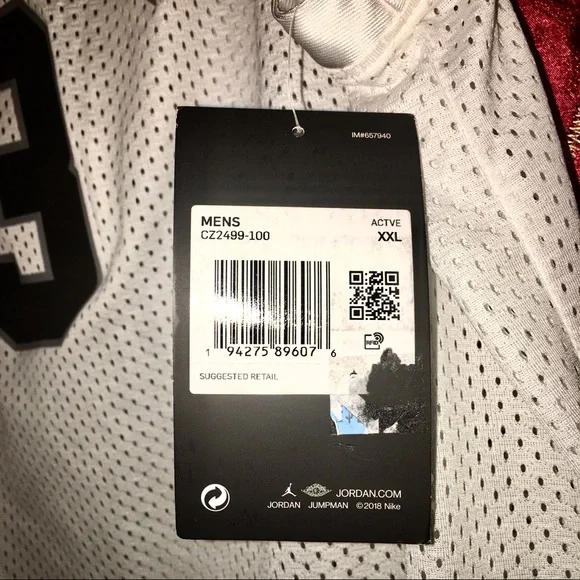 IM#657940
MENS ACTVE
CZ2499-100 XXL
1 94275 89607 6
RFID
SUGGESTED RETAIL
JORDAN.COM
JORDAN JUMPMAN ©2018 Nike